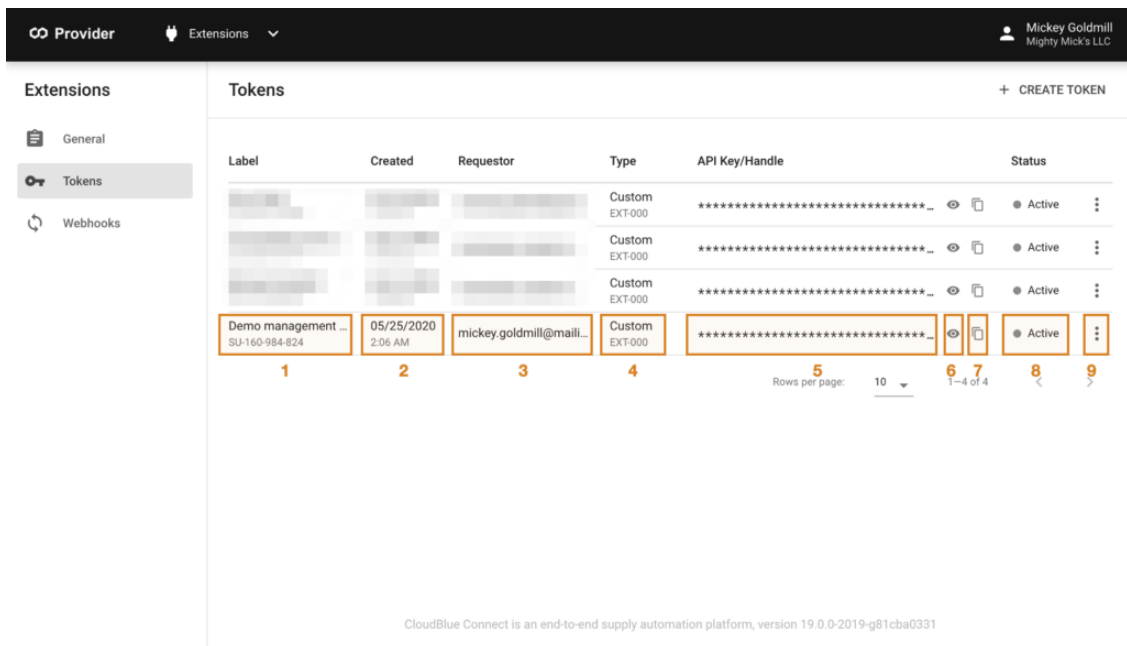 Provider
Extensions
Mickey Goldmill
Mighty Mick's LLC
Extensions
General
Tokens
Webhooks
Tokens
+ CREATE TOKEN
Label Created Requestor Type API Key/Handle Status
Custom
EXT-000
*******************************… Active
Custom
EXT-000
*******************************… Active
Custom
EXT-000
*******************************… Active
Demo management …
SU-160-984-824
05/25/2020
2:06 AM
mickey.goldmill@maili…
Custom
EXT-000
*******************************… Active
1 2 3 4 5 6 7 8 9
Rows per page: 10 1–4 of 4
CloudBlue Connect is an end-to-end supply automation platform, version 19.0.0-2019-g81cba0331